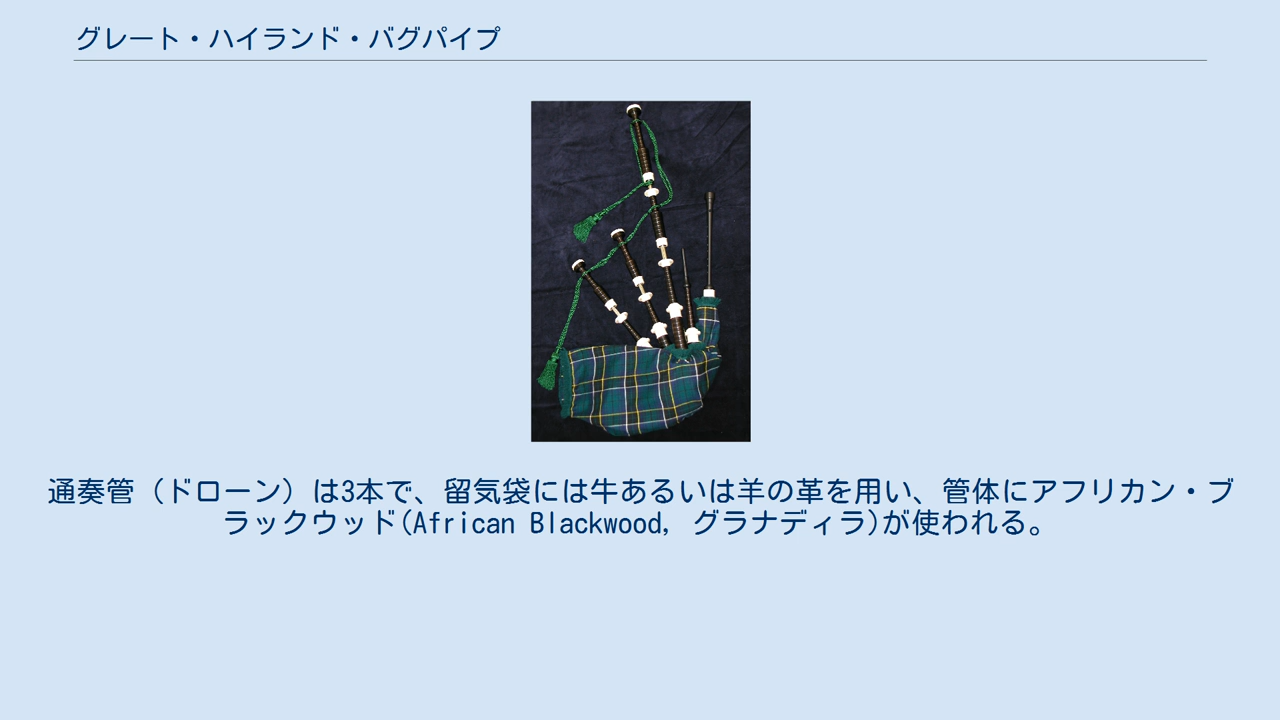 グレート・ハイランド・バグパイプ
通奏管（ドローン）は3本で、留気袋には牛あるいは羊の革を用い、管体にアフリカン・ブ
ラックウッド(African Blackwood, グラナディラ)が使われる。